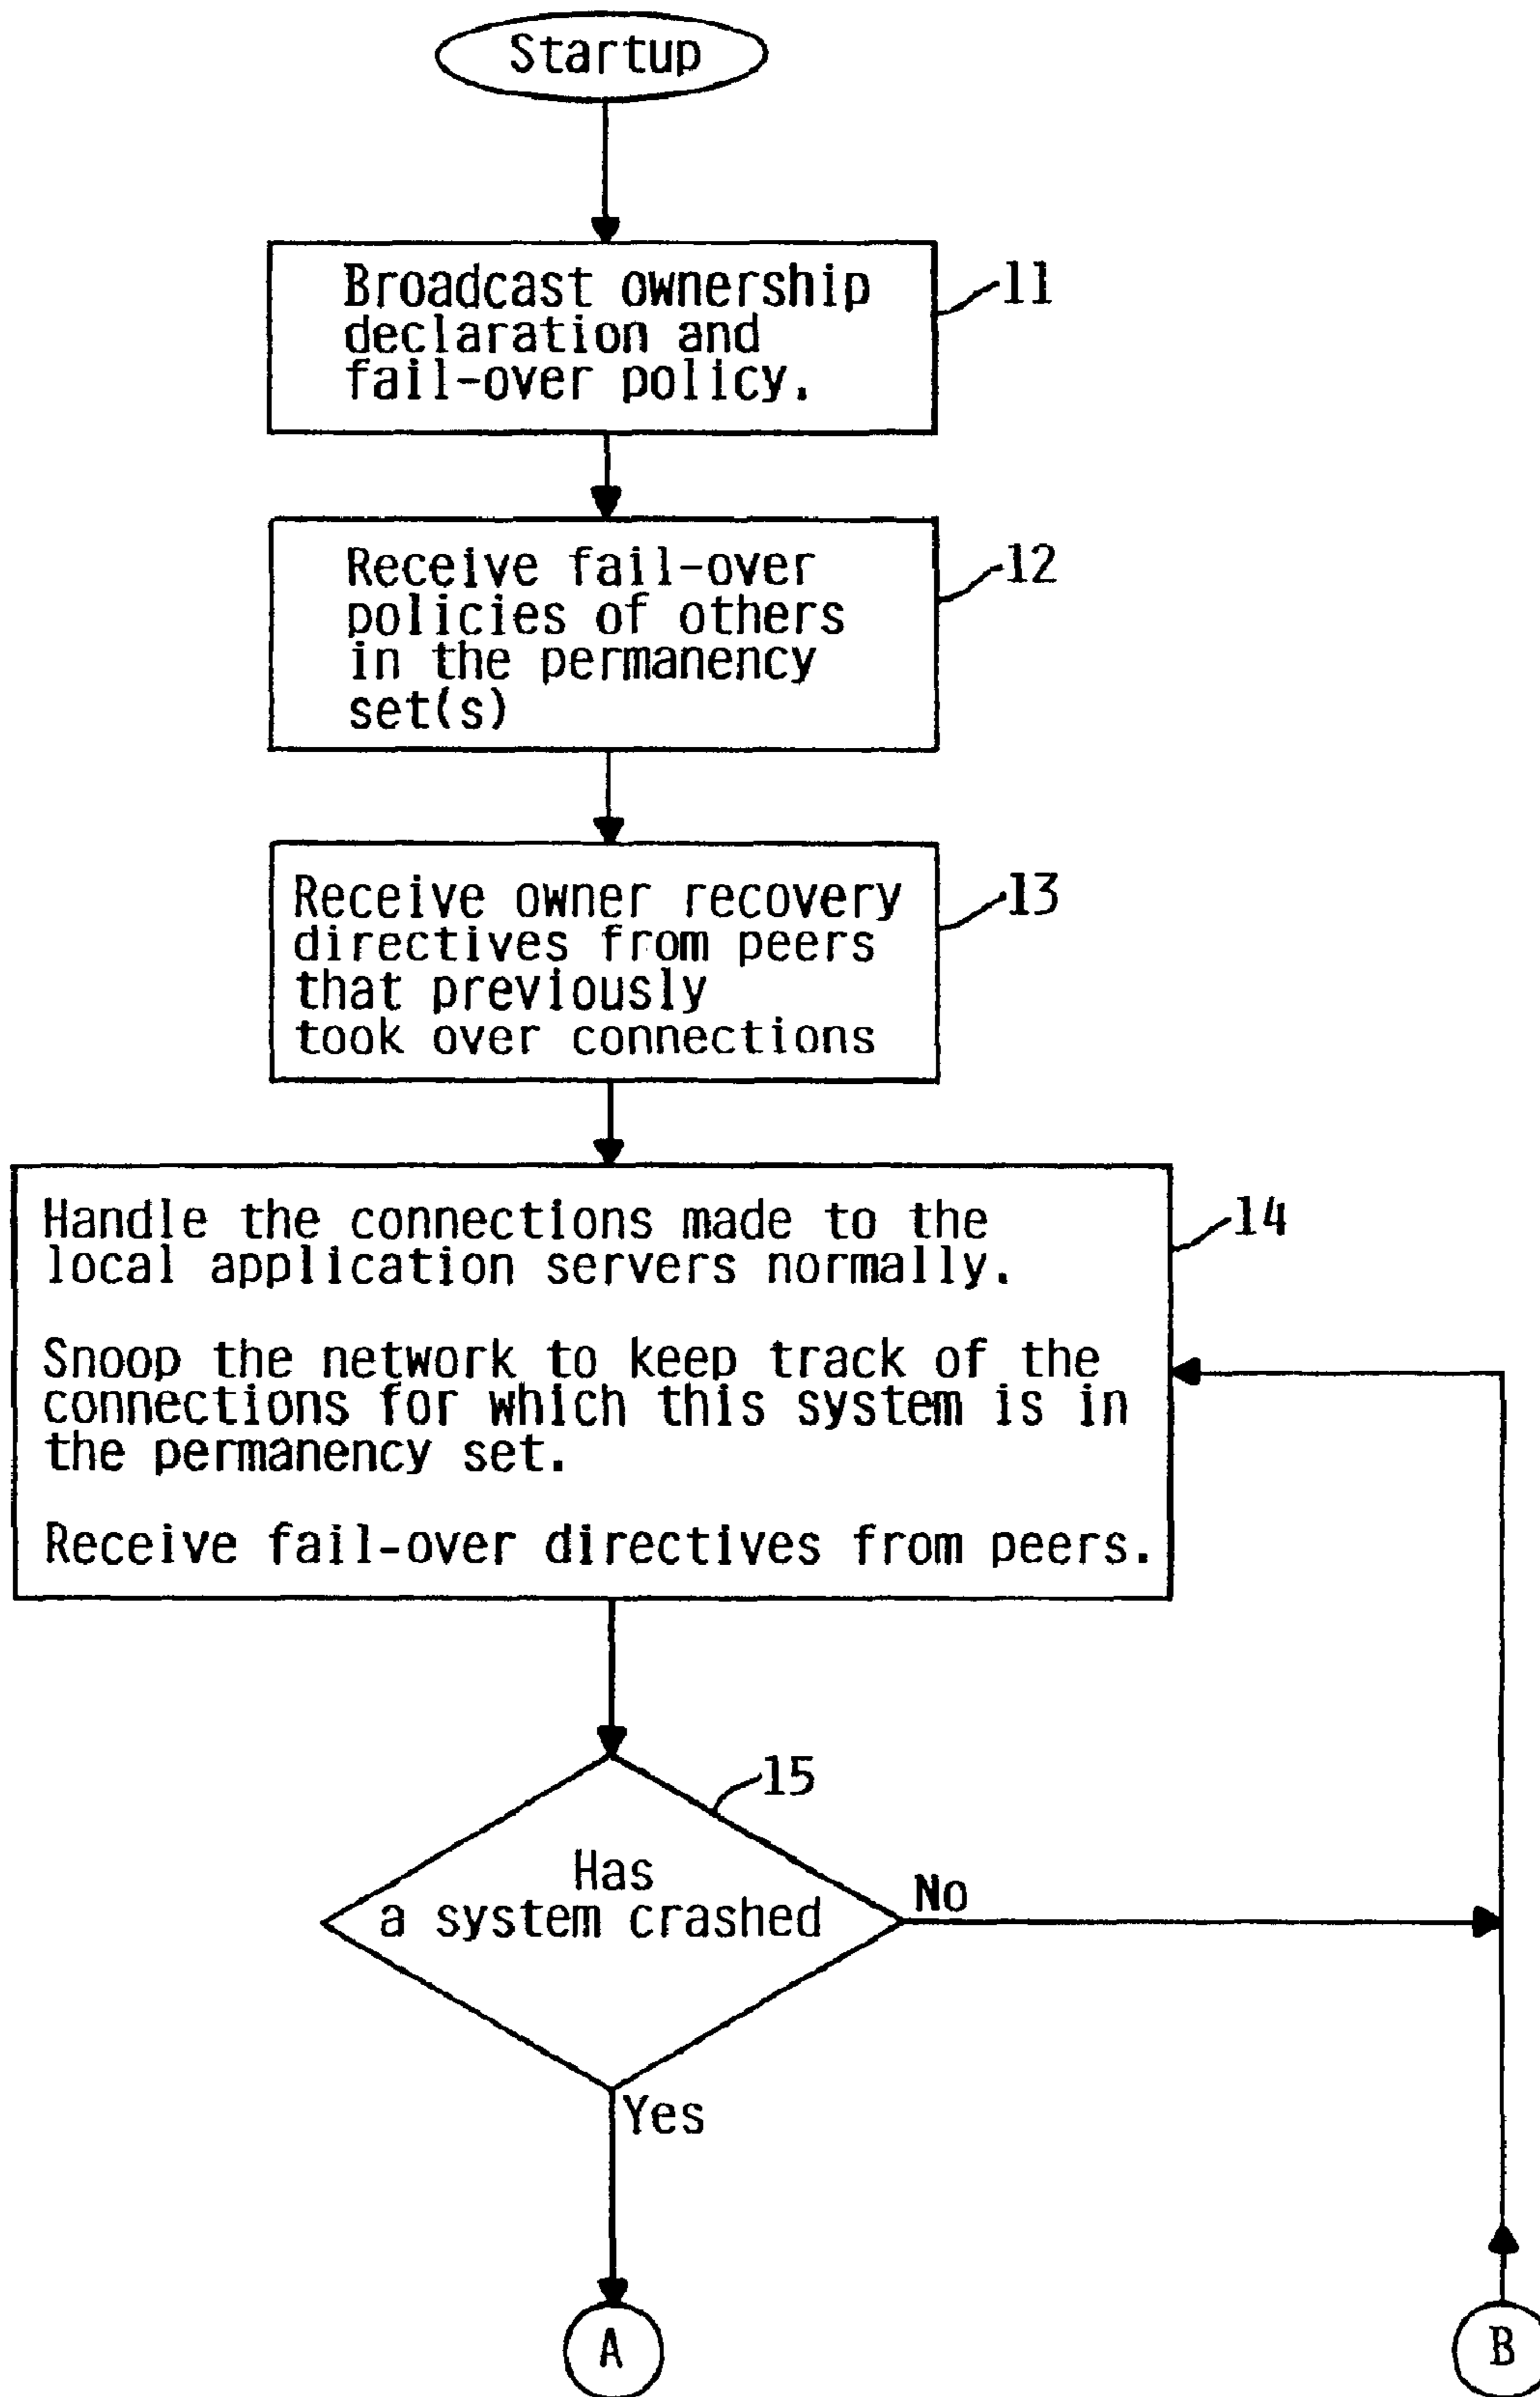 Startup
Broadcast ownership
declaration and
fail-over policy.
11
Receive fail-over
policies of others
in the permanency
set(s)
12
Receive owner recovery
directives from peers
that previously
took over connections
13
Handle the connections made to the
local application servers normally.
Snoop the network to keep track of the
connections for which this system is in
the permanency set.
Receive fail-over directives from peers.
14
15
Has
a system crashed
No
Yes
A
B